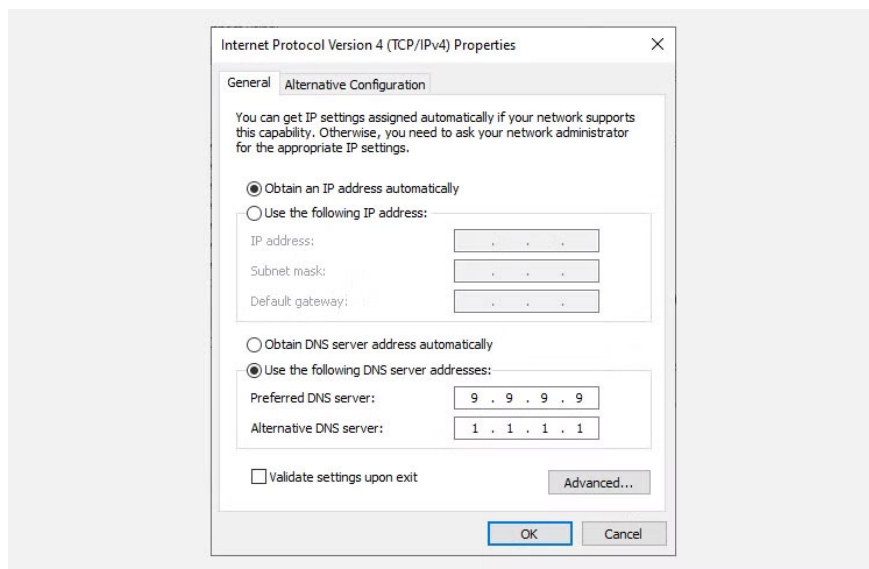 Internet Protocol Version 4 (TCP/IPv4) Properties
General
Alternative Configuration
You can get IP settings assigned automatically if your network supports
this capability. Otherwise, you need to ask your network administrator
for the appropriate IP settings.
Obtain an IP address automatically
Use the following IP address:
IP address: . . .
Subnet mask: . . .
Default gateway: . . .
Obtain DNS server address automatically
Use the following DNS server addresses:
Preferred DNS server: 9 . 9 . 9 . 9
Alternative DNS server: 1 . 1 . 1 . 1
Validate settings upon exit
Advanced...
OK
Cancel